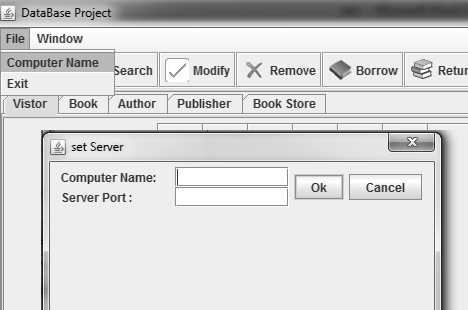 DataBase Project
File Window
Computer Name
Exit
Search Modify Remove Borrow
Vistor Book Author Publisher Book Store
set Server
Computer Name: Ok Cancel
Server Port :